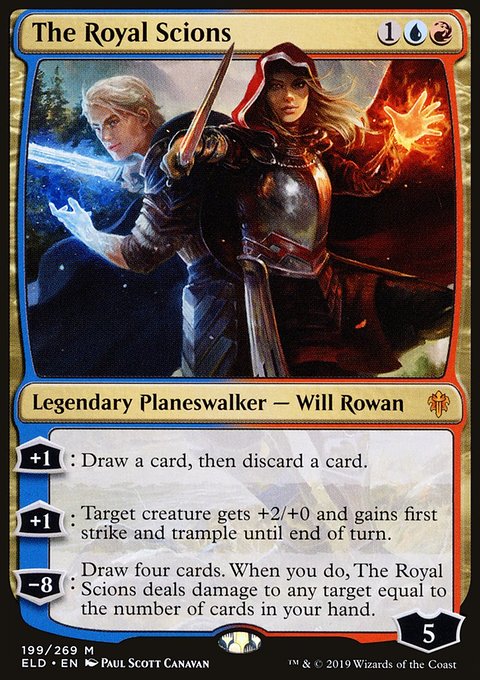 The Royal Scions 1
Legendary Planeswalker — Will Rowan
+1 : Draw a card, then discard a card.
+1 : Target creature gets +2/+0 and gains first
strike and trample until end of turn.
−8 : Draw four cards. When you do, The Royal
Scions deals damage to any target equal to
the number of cards in your hand.
5
199/269 M
ELD • EN Paul Scott Canavan
™ & © 2019 Wizards of the Coast